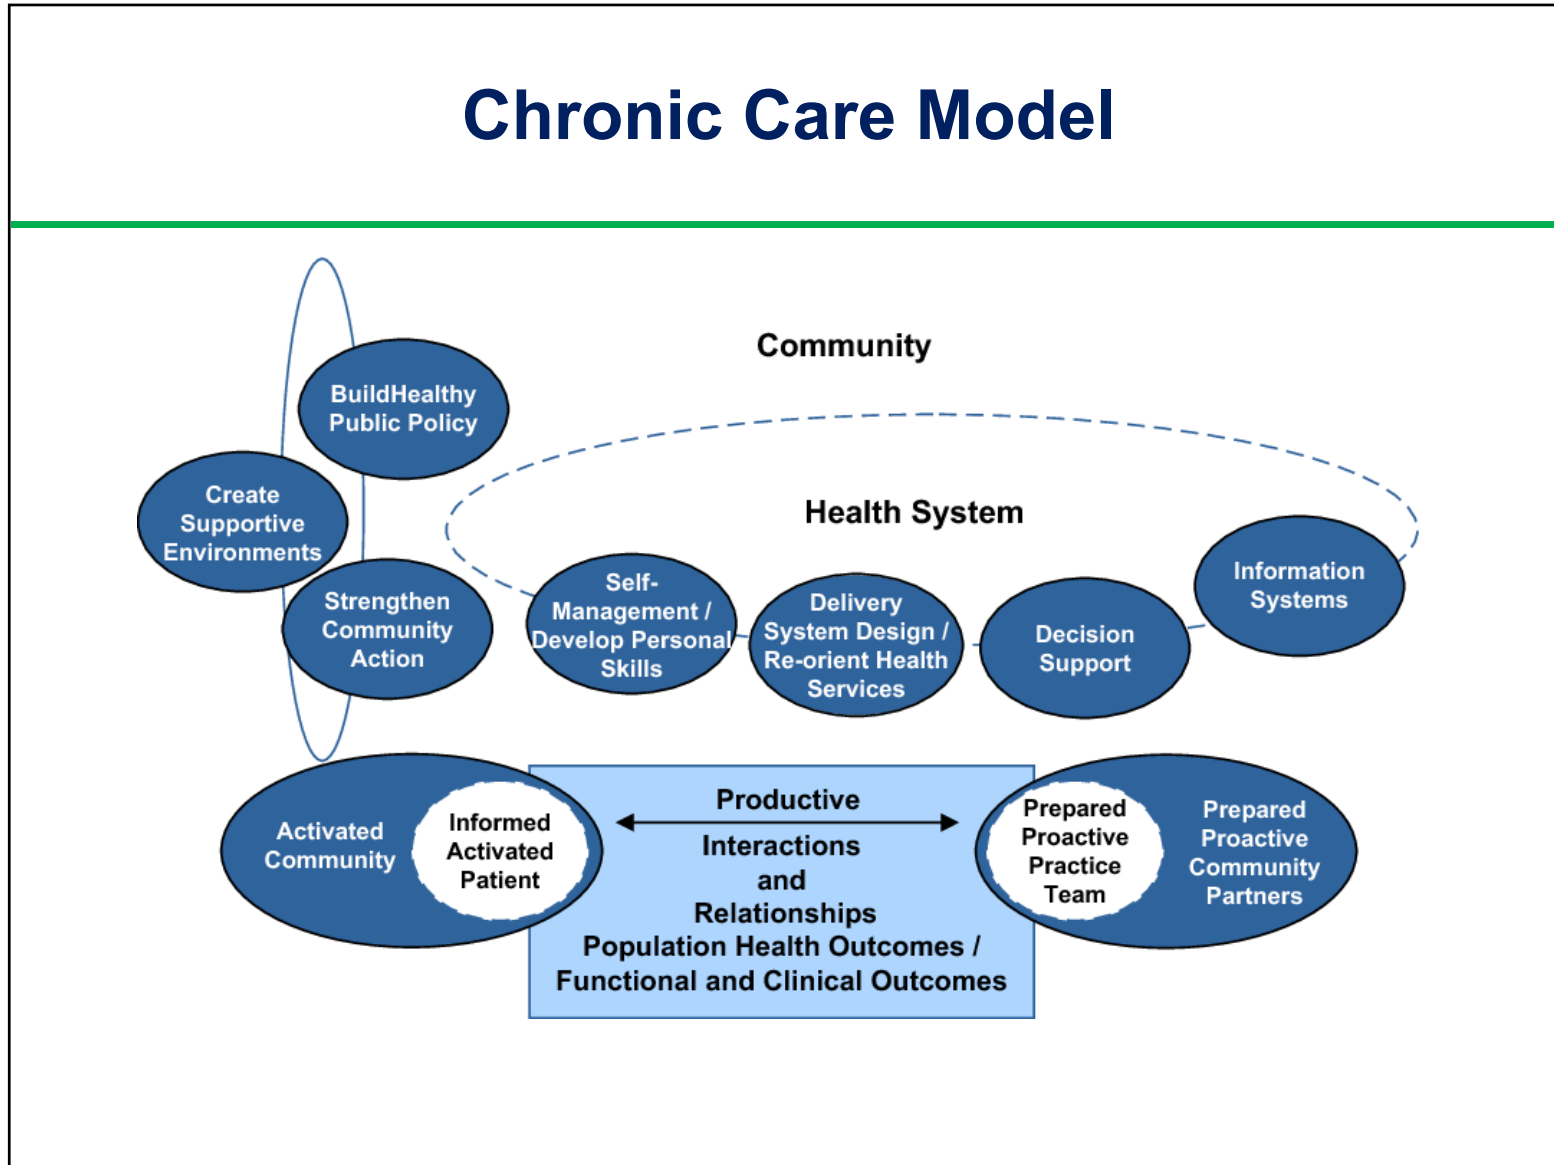 Chronic Care Model
Community
BuildHealthy
Public Policy
Create
Supportive
Environments
Strengthen
Community
Action
Health System
Self-
Management /
Develop Personal
Skills
Delivery
System Design /
Re-orient Health
Services
Decision
Support
Information
Systems
Activated
Community
Informed
Activated
Patient
Productive
Interactions
and
Relationships
Population Health Outcomes /
Functional and Clinical Outcomes
Prepared
Proactive
Practice
Team
Prepared
Proactive
Community
Partners